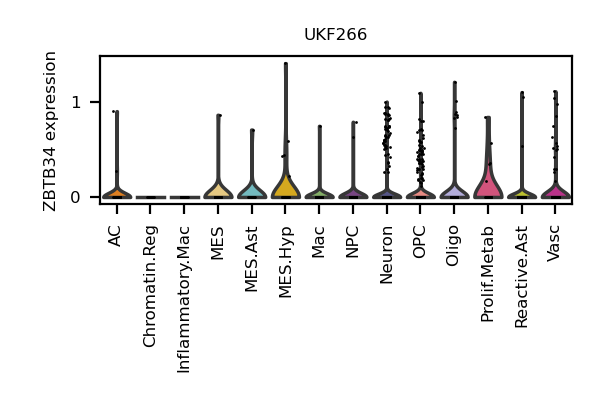 UKF266
ZBTB34 expression
1
0
AC
Chromatin.Reg
Inflammatory.Mac
MES
MES.Ast
MES.Hyp
Mac
NPC
Neuron
OPC
Oligo
Prolif.Metab
Reactive.Ast
Vasc